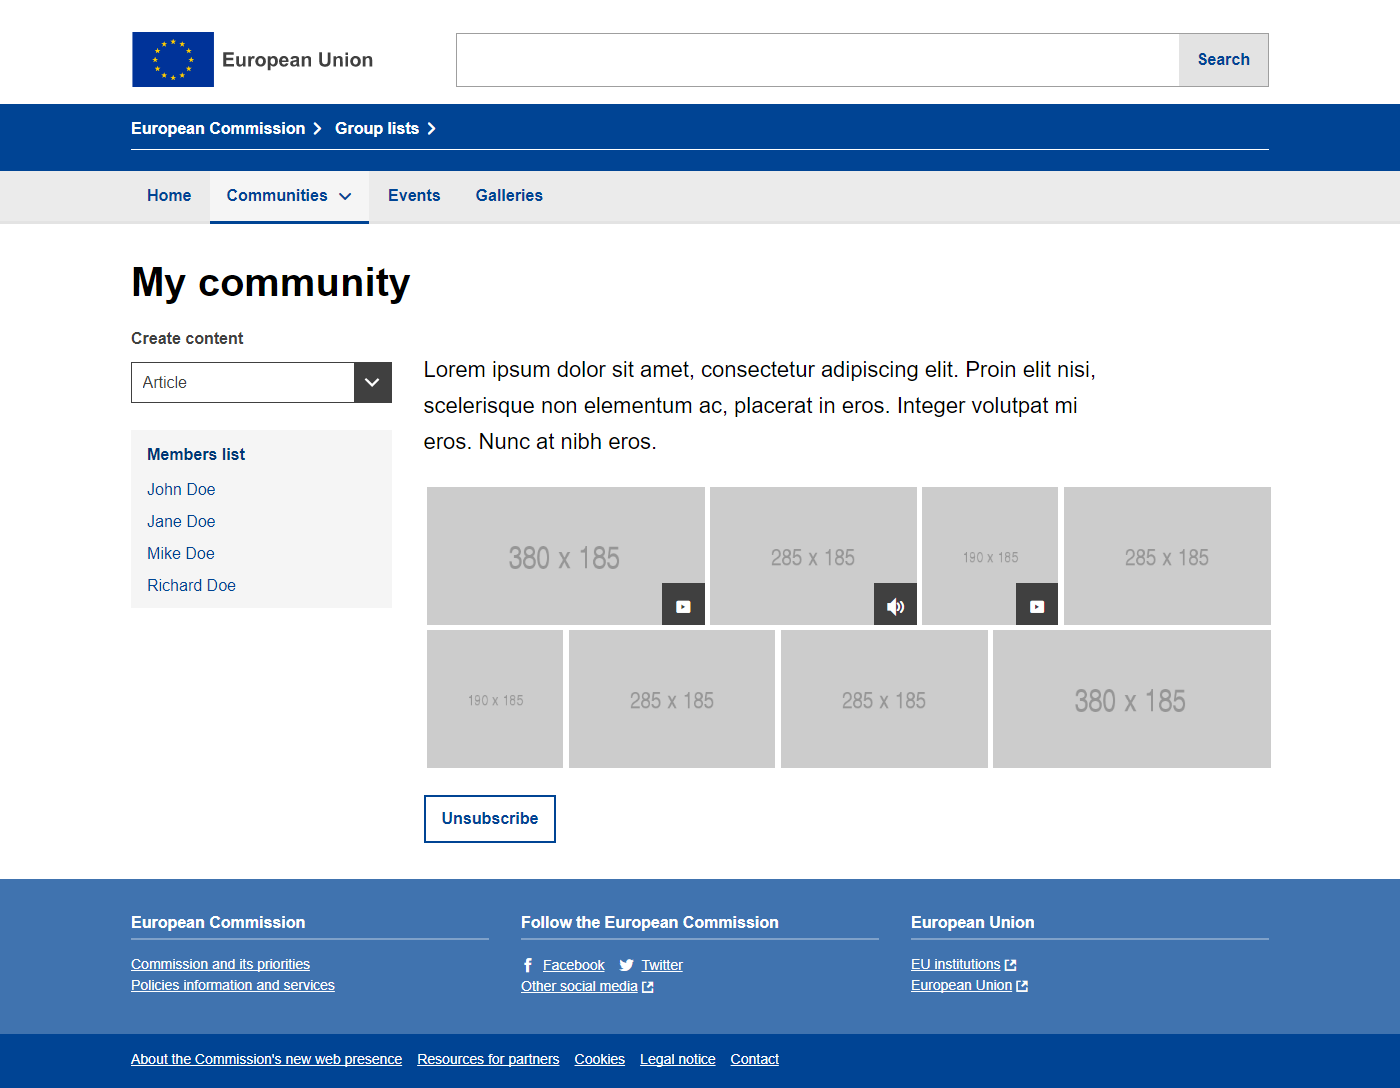 European Union
Search
European Commission
Group lists
Home
Communities
Events
Galleries
My community
Create content
Article
Members list
John Doe
Jane Doe
Mike Doe
Richard Doe
Lorem ipsum dolor sit amet, consectetur adipiscing elit. Proin elit nisi,
scelerisque non elementum ac, placerat in eros. Integer volutpat mi
eros. Nunc at nibh eros.
380 x 185
285 x 185
190 x 185
285 x 185
190 x 185
285 x 185
285 x 185
380 x 185
Unsubscribe
European Commission
Commission and its priorities
Policies information and services
Follow the European Commission
Facebook Twitter
Other social media
European Union
EU institutions
European Union
About the Commission's new web presence Resources for partners Cookies Legal notice Contact